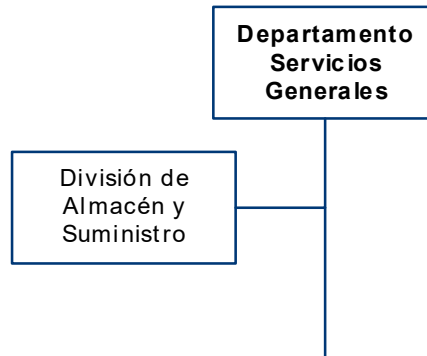 Departamento
Servicios
Generales
División de
Almacén y
Suministro